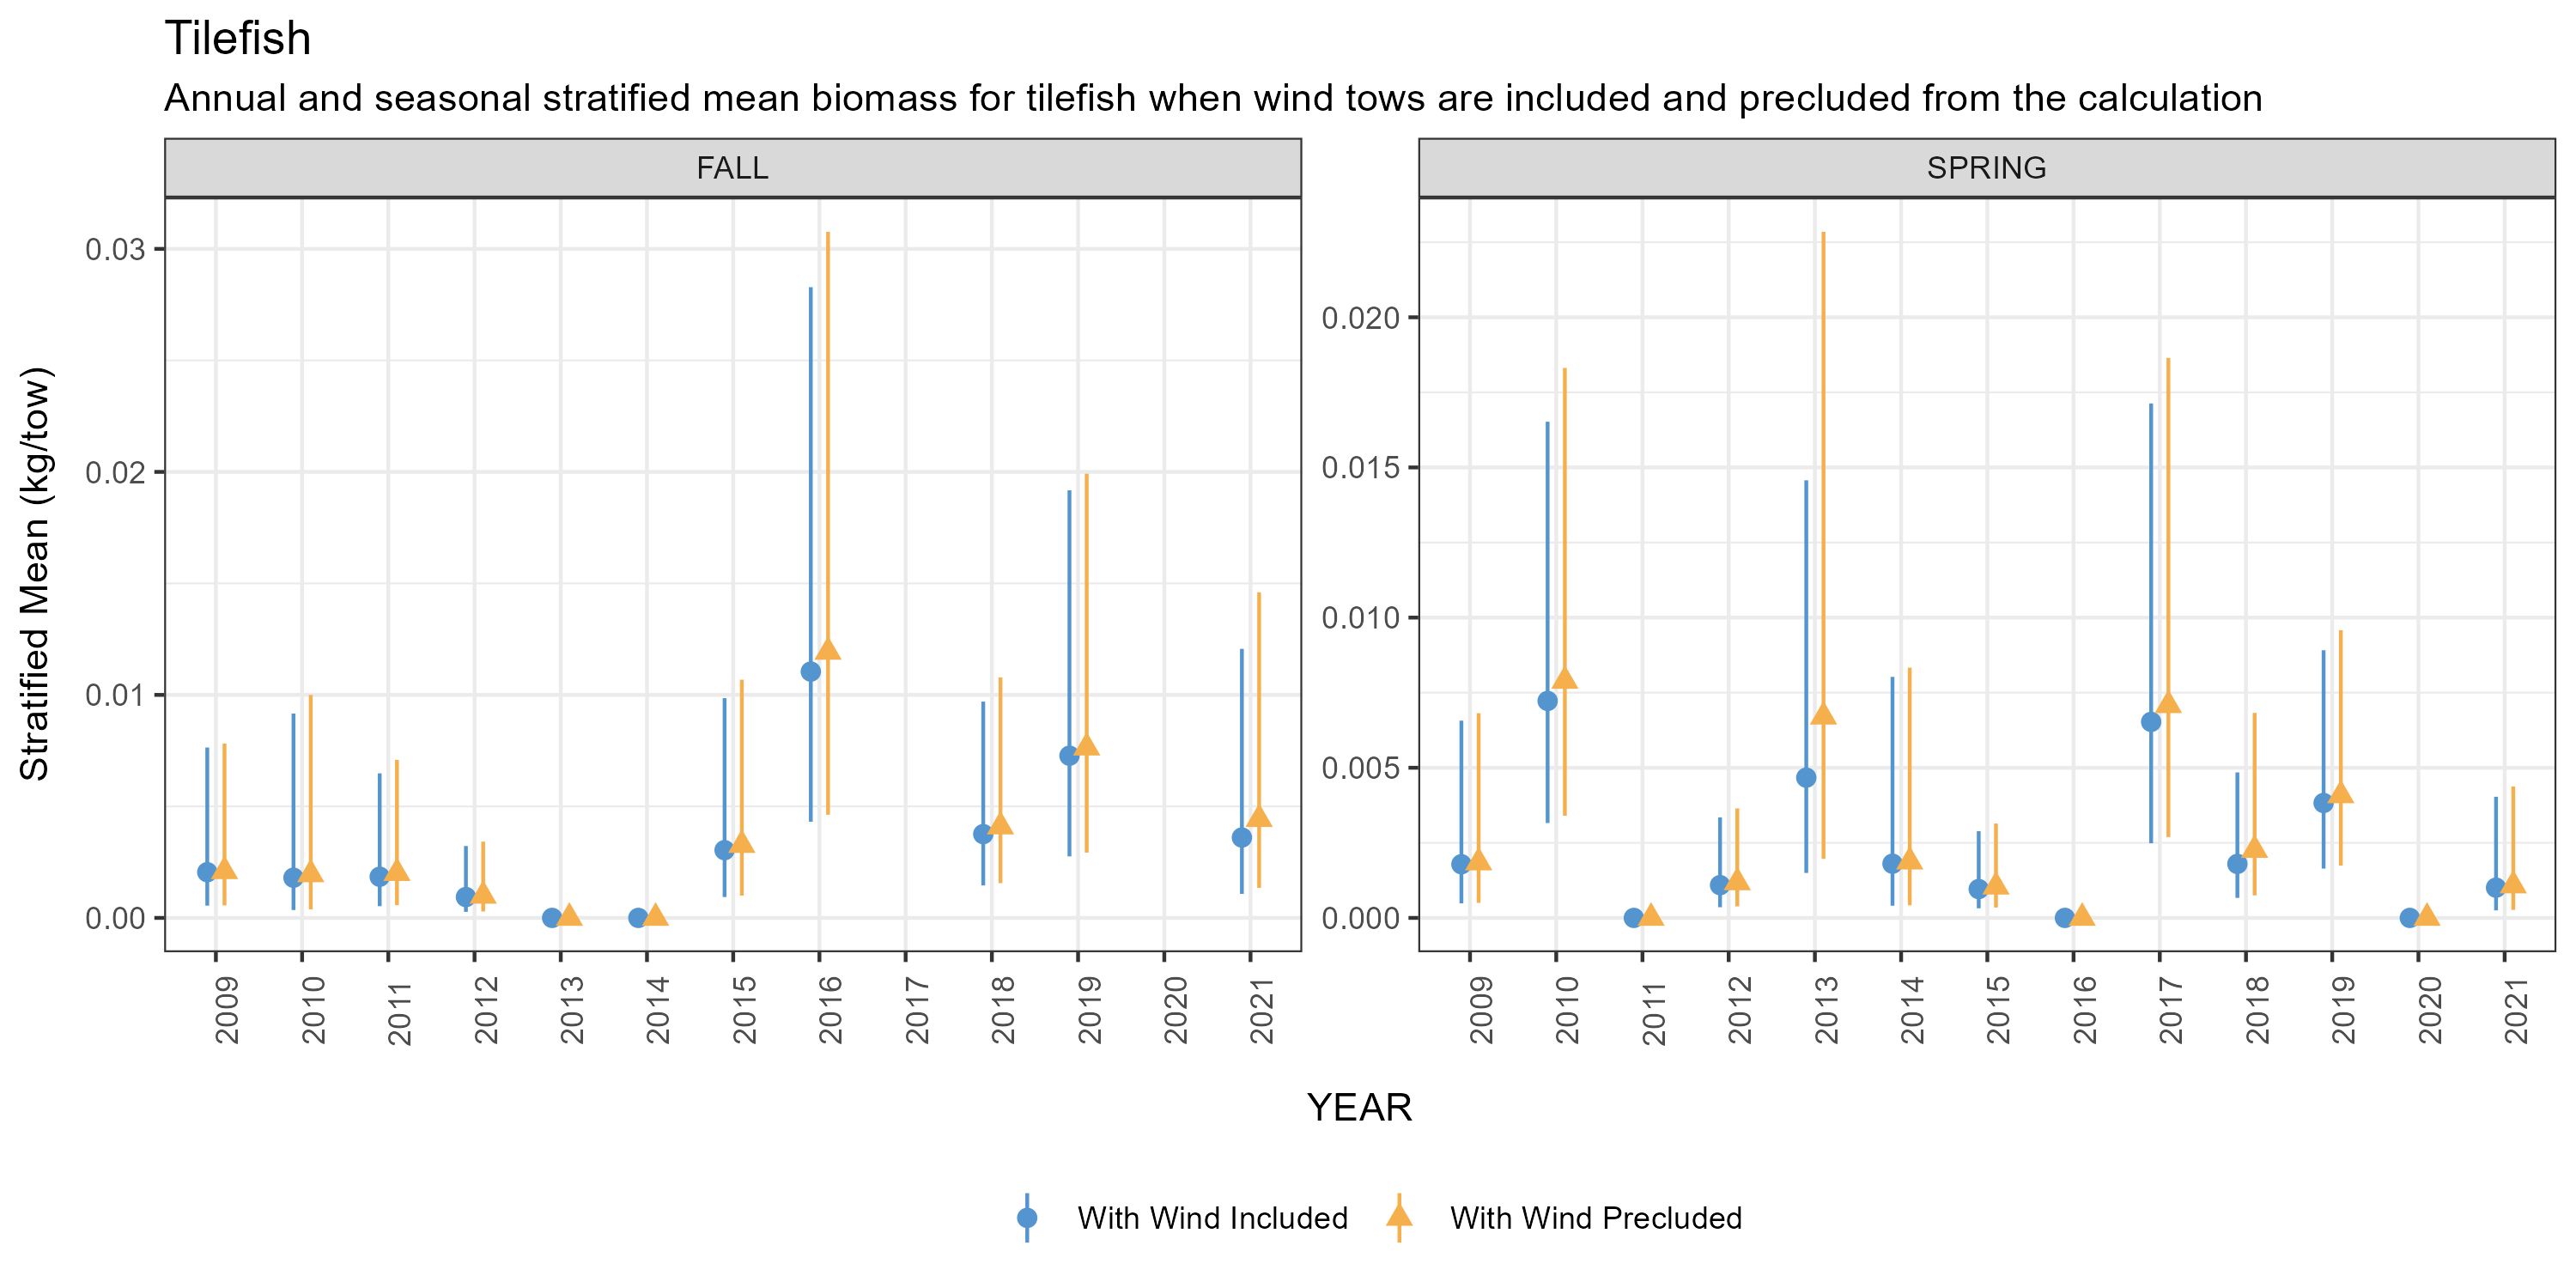 Tilefish
Annual and seasonal stratified mean biomass for tilefish when wind tows are included and precluded from the calculation
FALL
SPRING
Stratified Mean (kg/tow)
0.03
0.02
0.01
0.00
0.020
0.015
0.010
0.005
0.000
2009 2010 2011 2012 2013 2014 2015 2016 2017 2018 2019 2020 2021
2009 2010 2011 2012 2013 2014 2015 2016 2017 2018 2019 2020 2021
YEAR
With Wind Included
With Wind Precluded